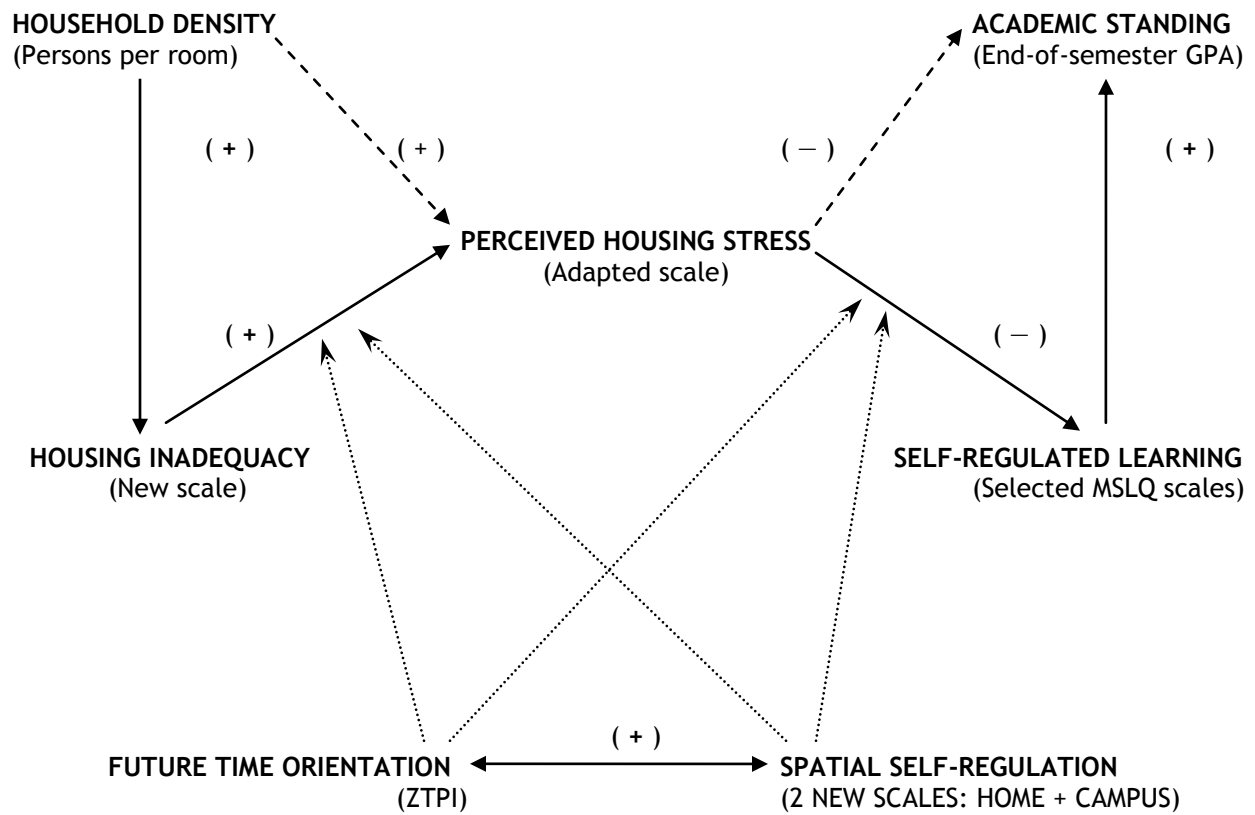 HOUSEHOLD DENSITY
(Persons per room)
ACADEMIC STANDING
(End-of-semester GPA)
( + )
( + )
( − )
( + )
PERCEIVED HOUSING STRESS
(Adapted scale)
( + )
( − )
HOUSING INADEQUACY
(New scale)
SELF-REGULATED LEARNING
(Selected MSLQ scales)
( + )
FUTURE TIME ORIENTATION
(ZTPI)
SPATIAL SELF-REGULATION
(2 NEW SCALES: HOME + CAMPUS)